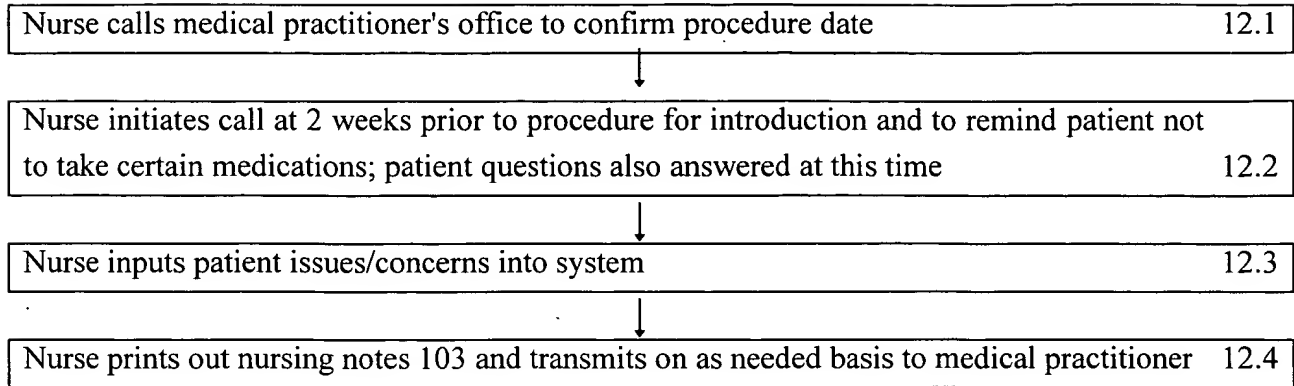 Nurse calls medical practitioner's office to confirm procedure date 12.1
Nurse initiates call at 2 weeks prior to procedure for introduction and to remind patient not
to take certain medications; patient questions also answered at this time 12.2
Nurse inputs patient issues/concerns into system 12.3
Nurse prints out nursing notes 103 and transmits on as needed basis to medical practitioner 12.4